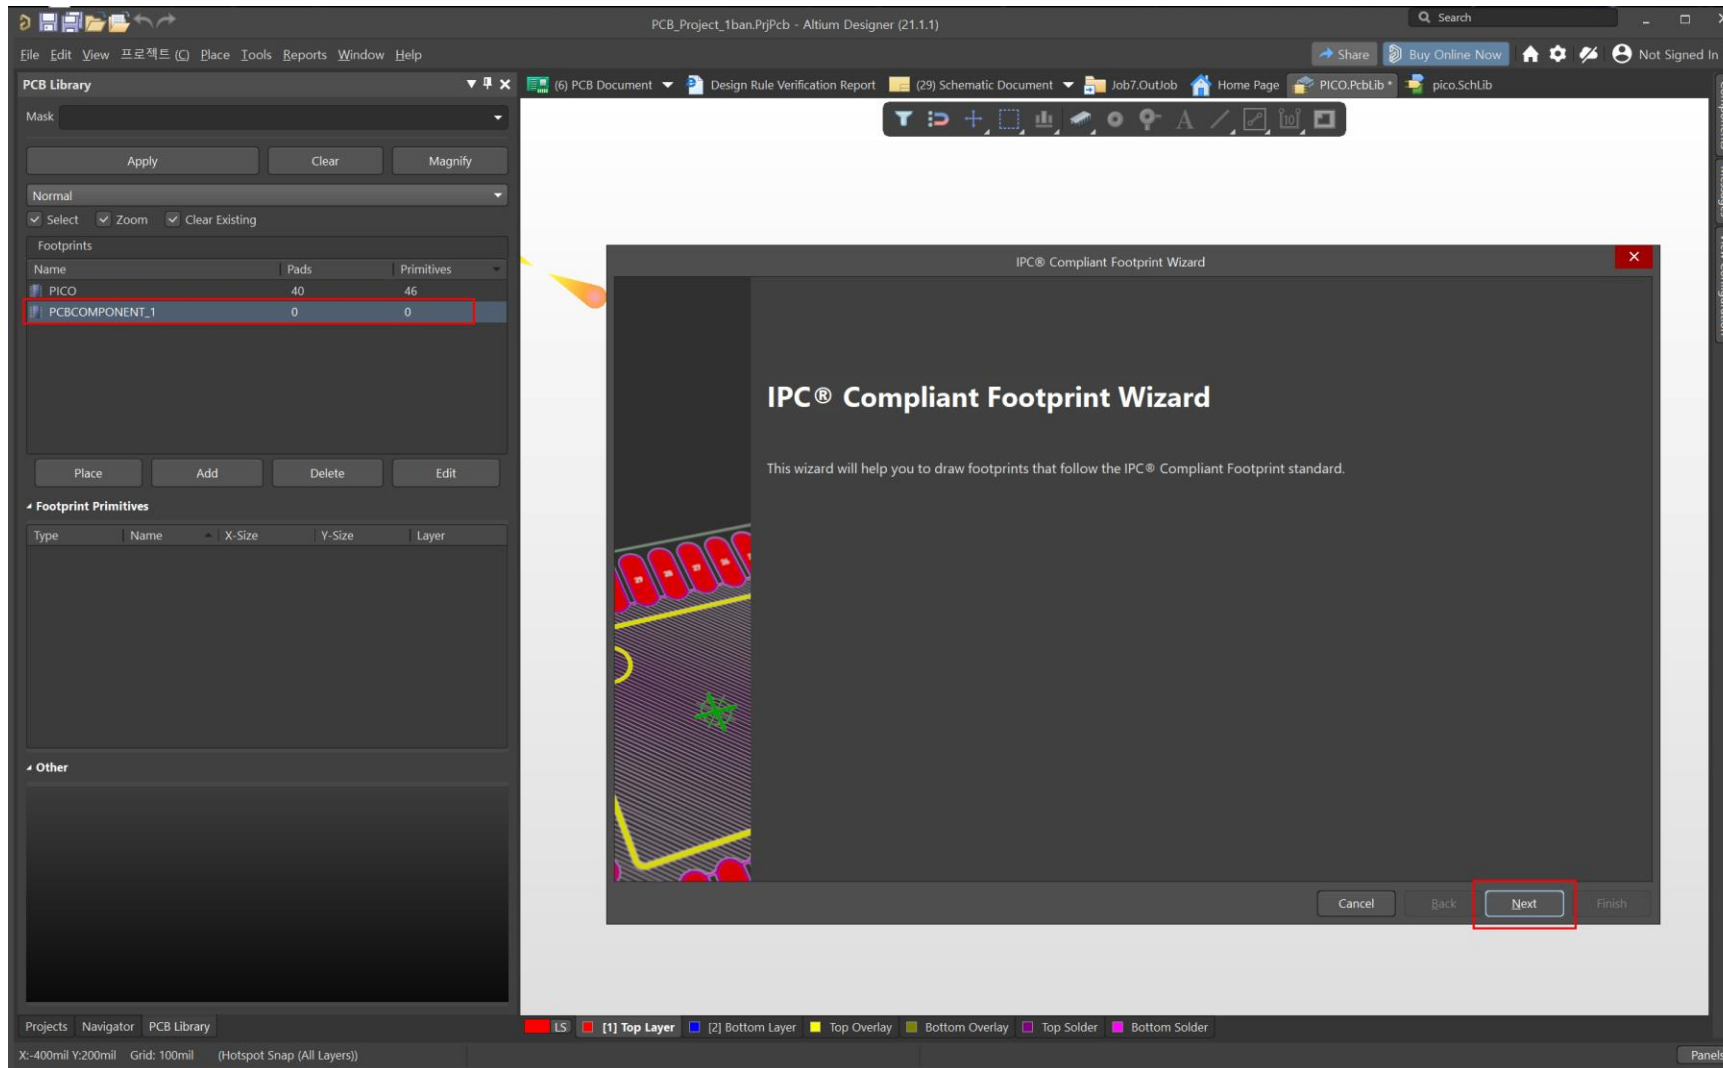 PCB_Project_1ban.PrjPcb - Altium Designer (21.1.1)
Search
File Edit View 프로젝트 (C) Place Tools Reports Window Help
Share
Buy Online Now
Not Signed In
PCB Library
(6) PCB Document
Design Rule Verification Report
(29) Schematic Document
Job7.OutJob
Home Page
PICO.PcbLib *
pico.SchLib
Mask
Apply
Clear
Magnify
Normal
Select
Zoom
Clear Existing
Footprints
Name Pads Primitives
PICO 40 46
PCBCOMPONENT_1 0 0
Place
Add
Delete
Edit
Footprint Primitives
Type Name X-Size Y-Size Layer
Other
IPC® Compliant Footprint Wizard
IPC® Compliant Footprint Wizard
This wizard will help you to draw footprints that follow the IPC® Compliant Footprint standard.
29 28 27 26
Cancel
Back
Next
Finish
Projects
Navigator
PCB Library
LS
[1] Top Layer
[2] Bottom Layer
Top Overlay
Bottom Overlay
Top Solder
Bottom Solder
X:-400mil Y:200mil Grid: 100mil (Hotspot Snap (All Layers))
Panels